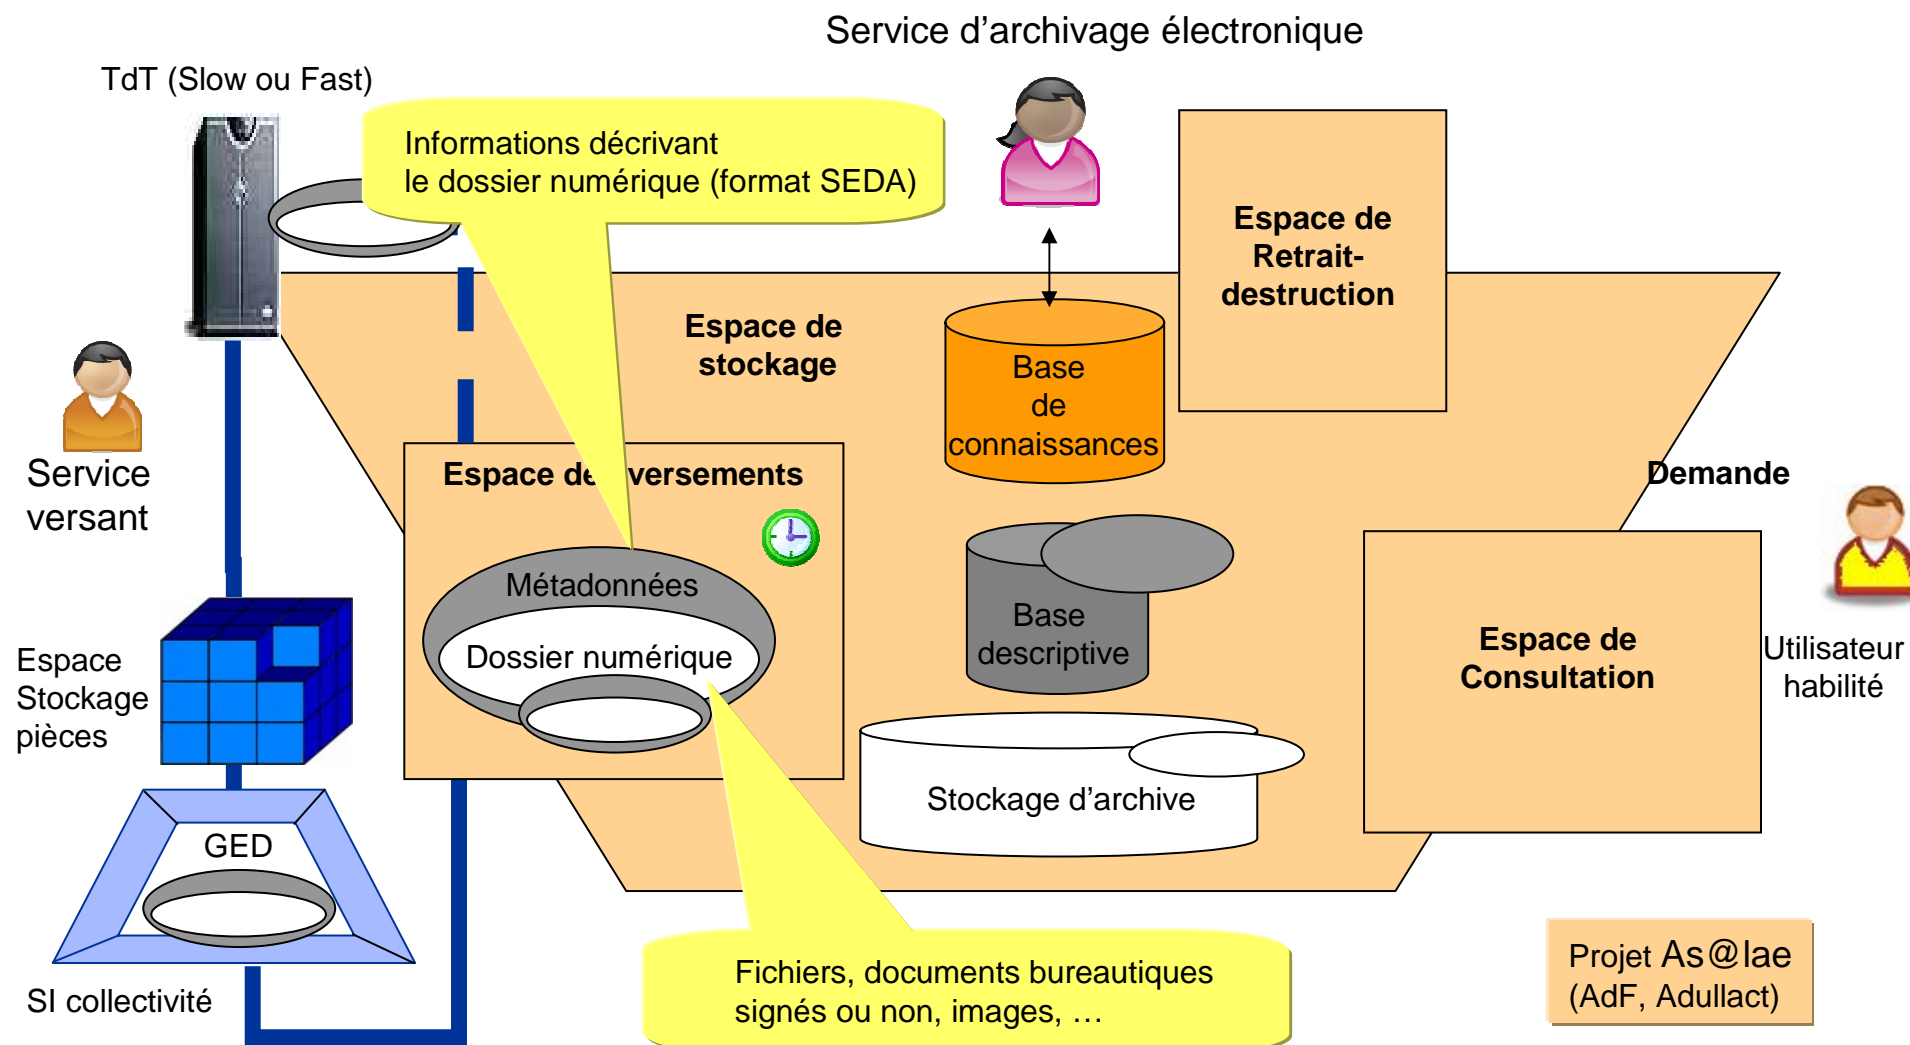 Service d’archivage électronique
TdT (Slow ou Fast)
Informations décrivant
le dossier numérique (format SEDA)
Espace de
Retrait-
destruction
Espace de
stockage
Base
de
connaissances
Service
versant
Espace de versements
Demande
Métadonnées
Dossier numérique
Base
descriptive
Espace de
Consultation
Utilisateur
habilité
Espace
Stockage
pièces
Stockage d’archive
GED
SI collectivité
Fichiers, documents bureautiques
signés ou non, images, …
Projet As@lae
(AdF, Adullact)